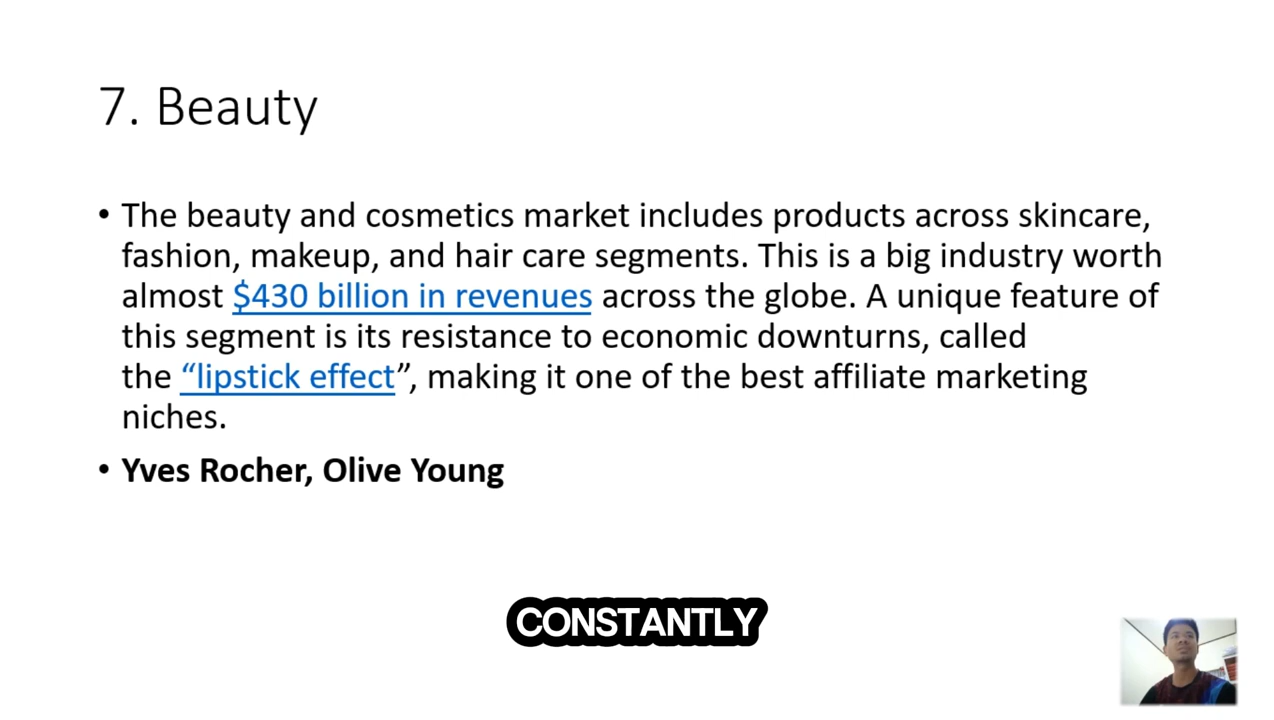 7. Beauty
• The beauty and cosmetics market includes products across skincare,
fashion, makeup, and hair care segments. This is a big industry worth
almost $430 billion in revenues across the globe. A unique feature of
this segment is its resistance to economic downturns, called
the “lipstick effect”, making it one of the best affiliate marketing
niches.
• Yves Rocher, Olive Young
CONSTANTLY